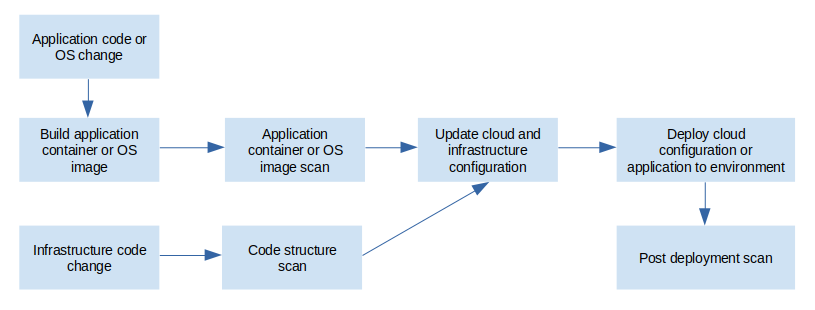 Application code or
OS change
Build application
container or OS
image
Application
container or OS
image scan
Update cloud and
infrastructure
configuration
Deploy cloud
configuration or
application to environment
Infrastructure code
change
Code structure
scan
Post deployment scan